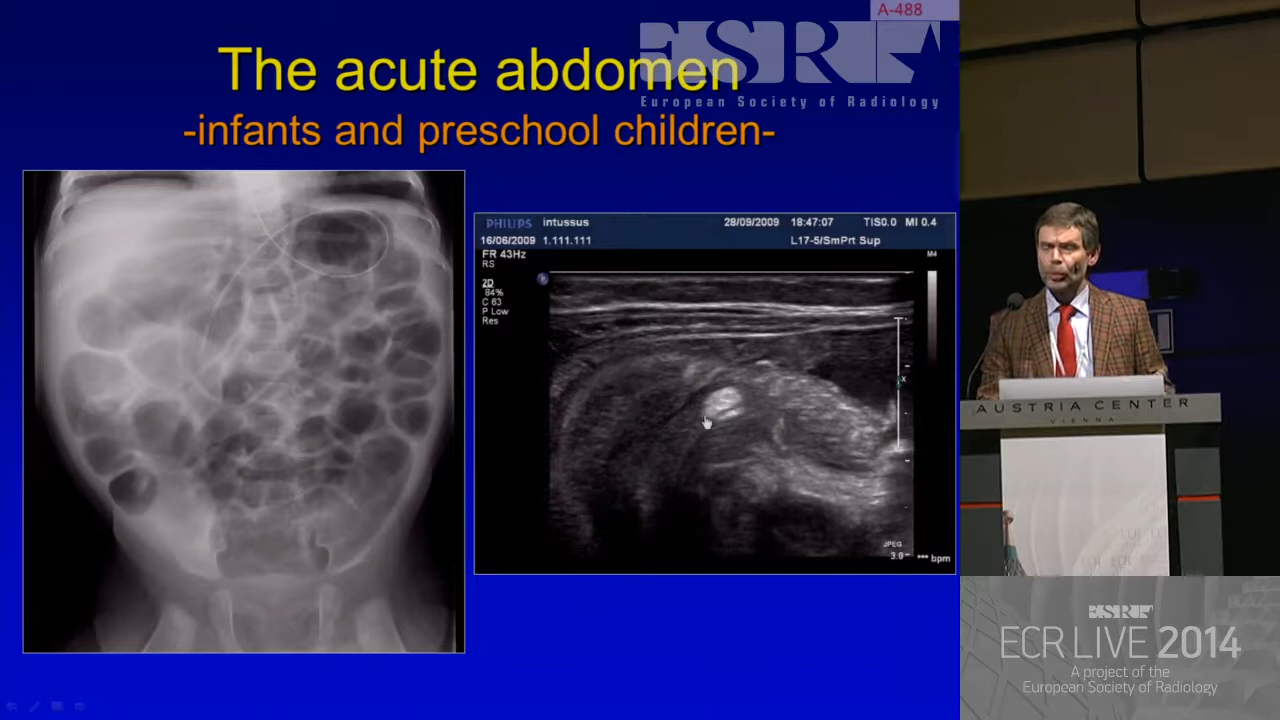 A-488
ESR
European Society of Radiology
The acute abdomen
-infants and preschool children-
PHILIPS intussus 28/09/2009 18:47:07 TIS0.0 MI 0.4
16/06/2009 1.111.111 L17-5/SmPrt Sup
FR 43Hz
RS
2D
84%
C 63
P Low
Res
M4
P
x
JPEG
3.0 *** bpm
AUSTRIA CENTER
VIENNA
ESR
ECR LIVE 2014
A project of the
European Society of Radiology